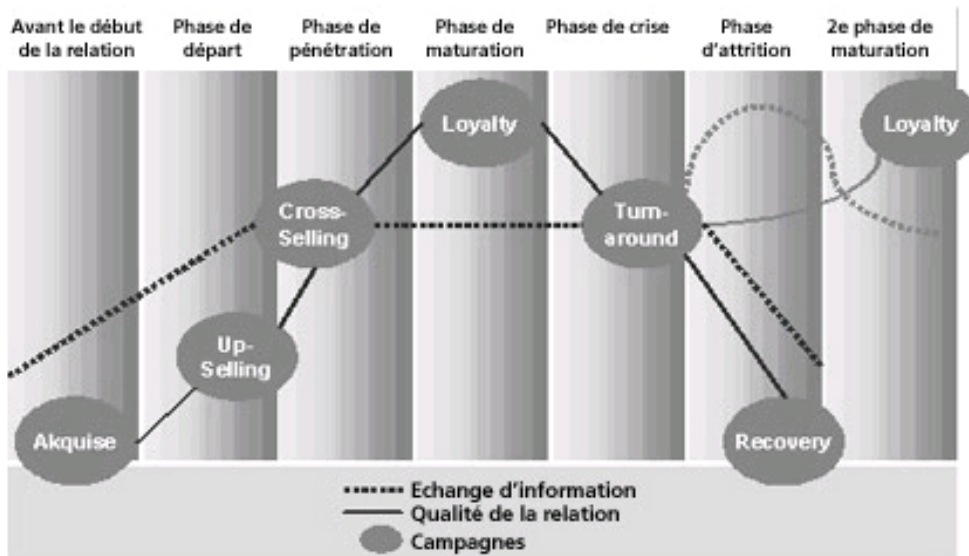 Avant le début
de la relation
Phase de
départ
Phase de
pénétration
Phase de
maturation
Phase de crise
Phase
d'attrition
2e phase de
maturation
Loyalty
Loyalty
Cross-
Selling
Turn-
around
Up-
Selling
Akquise
Recovery
Echange d'information
Qualité de la relation
Campagnes